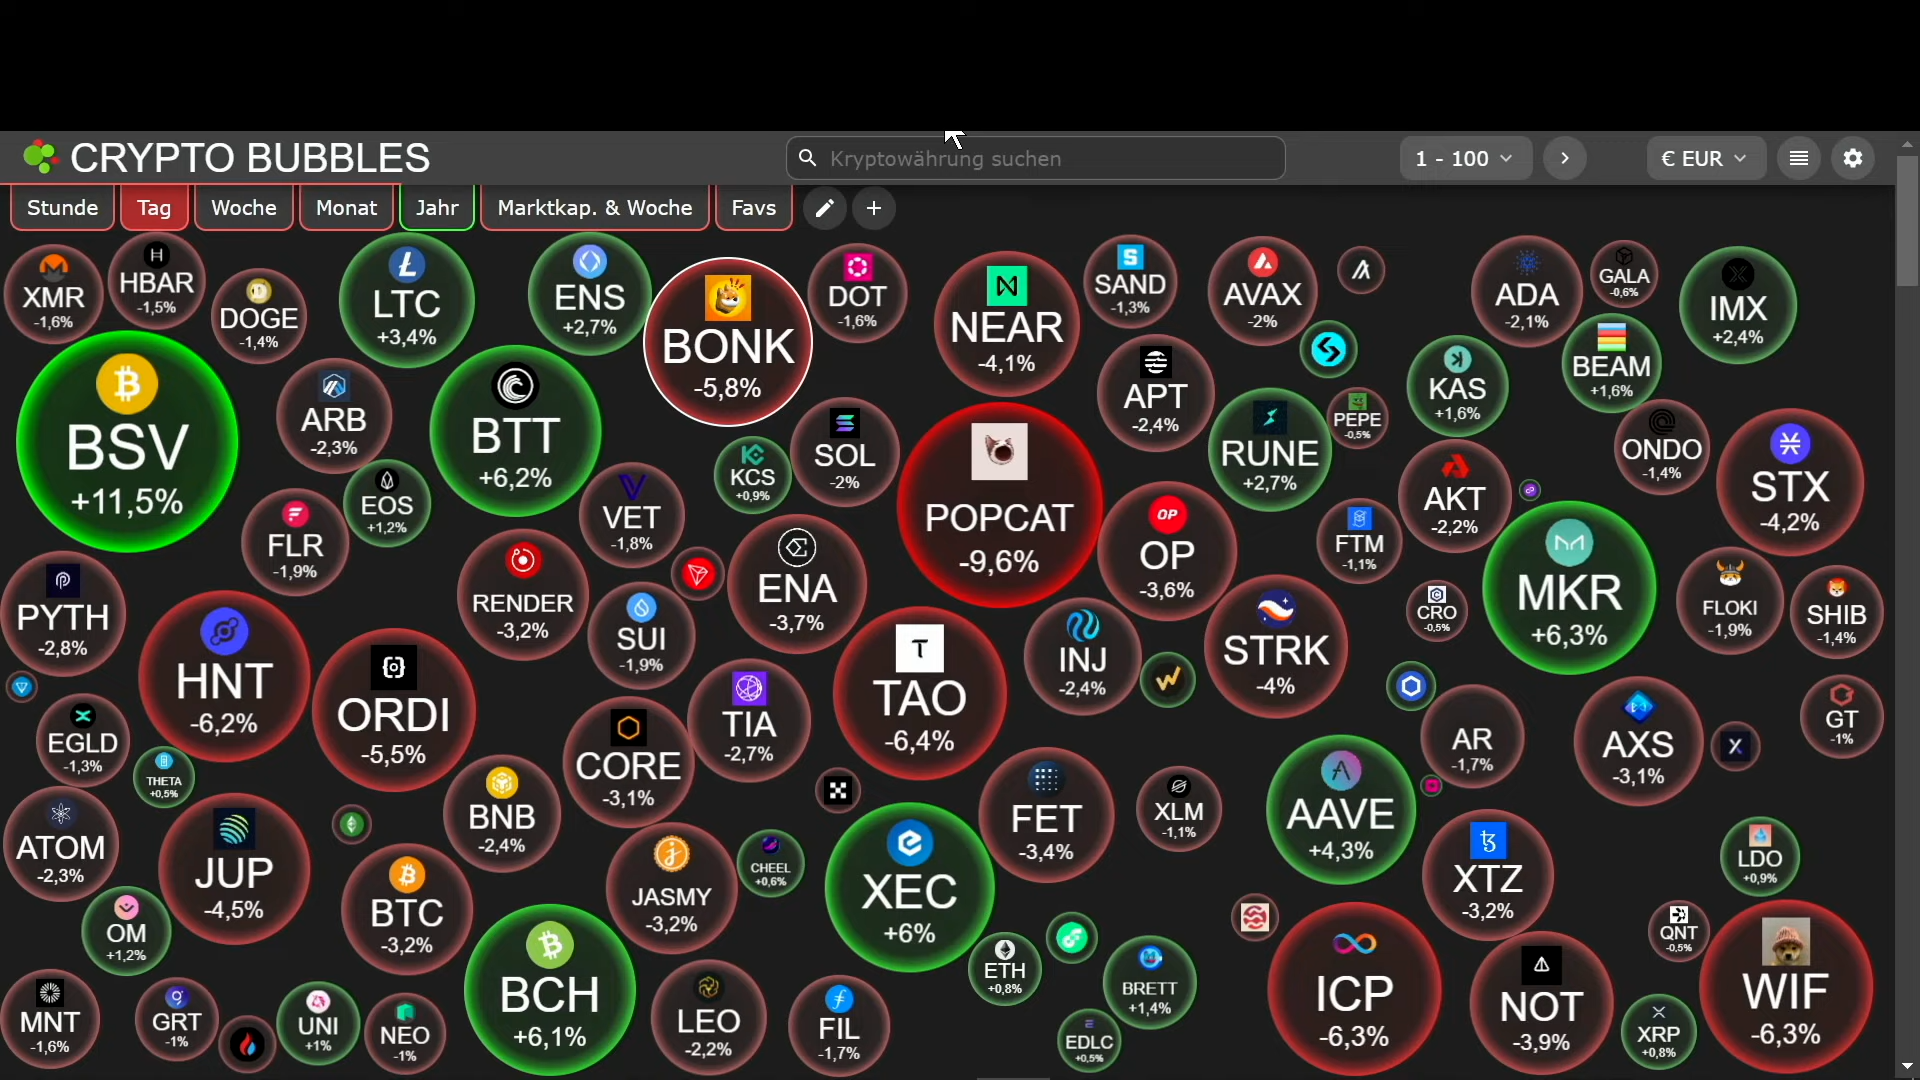 CRYPTO BUBBLES
Kryptowährung suchen
1 - 100
€ EUR
Stunde
Tag
Woche
Monat
Jahr
Marktkap. & Woche
Favs
XMR
-1,6%
HBAR
-1,5%
DOGE
-1,4%
LTC
+3,4%
ENS
+2,7%
BONK
-5,8%
DOT
-1,6%
NEAR
-4,1%
SAND
-1,3%
AVAX
-2%
ADA
-2,1%
GALA
-0,6%
IMX
+2,4%
BSV
+11,5%
ARB
-2,3%
BTT
+6,2%
KCS
+0,9%
SOL
-2%
APT
-2,4%
RUNE
+2,7%
PEPE
-0,5%
KAS
+1,6%
BEAM
+1,6%
ONDO
-1,4%
STX
-4,2%
EOS
+1,2%
FLR
-1,9%
VET
-1,8%
POPCAT
-9,6%
OP
OP
-3,6%
FTM
-1,1%
AKT
-2,2%
MKR
+6,3%
PYTH
-2,8%
HNT
-6,2%
RENDER
-3,2%
SUI
-1,9%
ENA
-3,7%
INJ
-2,4%
STRK
-4%
CRO
-0,5%
FLOKI
-1,9%
SHIB
-1,4%
EGLD
-1,3%
THETA
+0,5%
ORDI
-5,5%
CORE
-3,1%
TIA
-2,7%
TAO
-6,4%
AR
-1,7%
AXS
-3,1%
GT
-1%
ATOM
-2,3%
JUP
-4,5%
BNB
-2,4%
JASMY
-3,2%
CHEEL
+0,6%
XEC
+6%
FET
-3,4%
XLM
-1,1%
AAVE
+4,3%
XTZ
-3,2%
LDO
+0,9%
OM
+1,2%
BTC
-3,2%
BCH
+6,1%
ETH
+0,8%
BRETT
+1,4%
ICP
-6,3%
NOT
-3,9%
QNT
-0,5%
WIF
-6,3%
MNT
-1,6%
GRT
-1%
UNI
+1%
NEO
-1%
LEO
-2,2%
FIL
-1,7%
EDLC
+0,5%
XRP
+0,8%